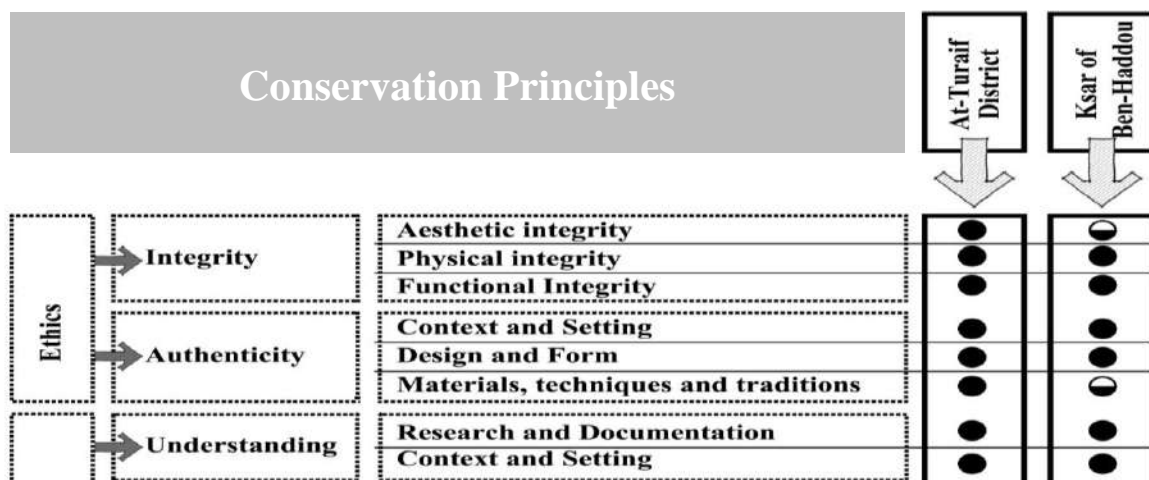 Conservation Principles
At-Turaif
District
Ksar of
Ben-Haddou
Ethics
Integrity
Aesthetic integrity
Physical integrity
Functional Integrity
Authenticity
Context and Setting
Design and Form
Materials, techniques and traditions
Understanding
Research and Documentation
Context and Setting